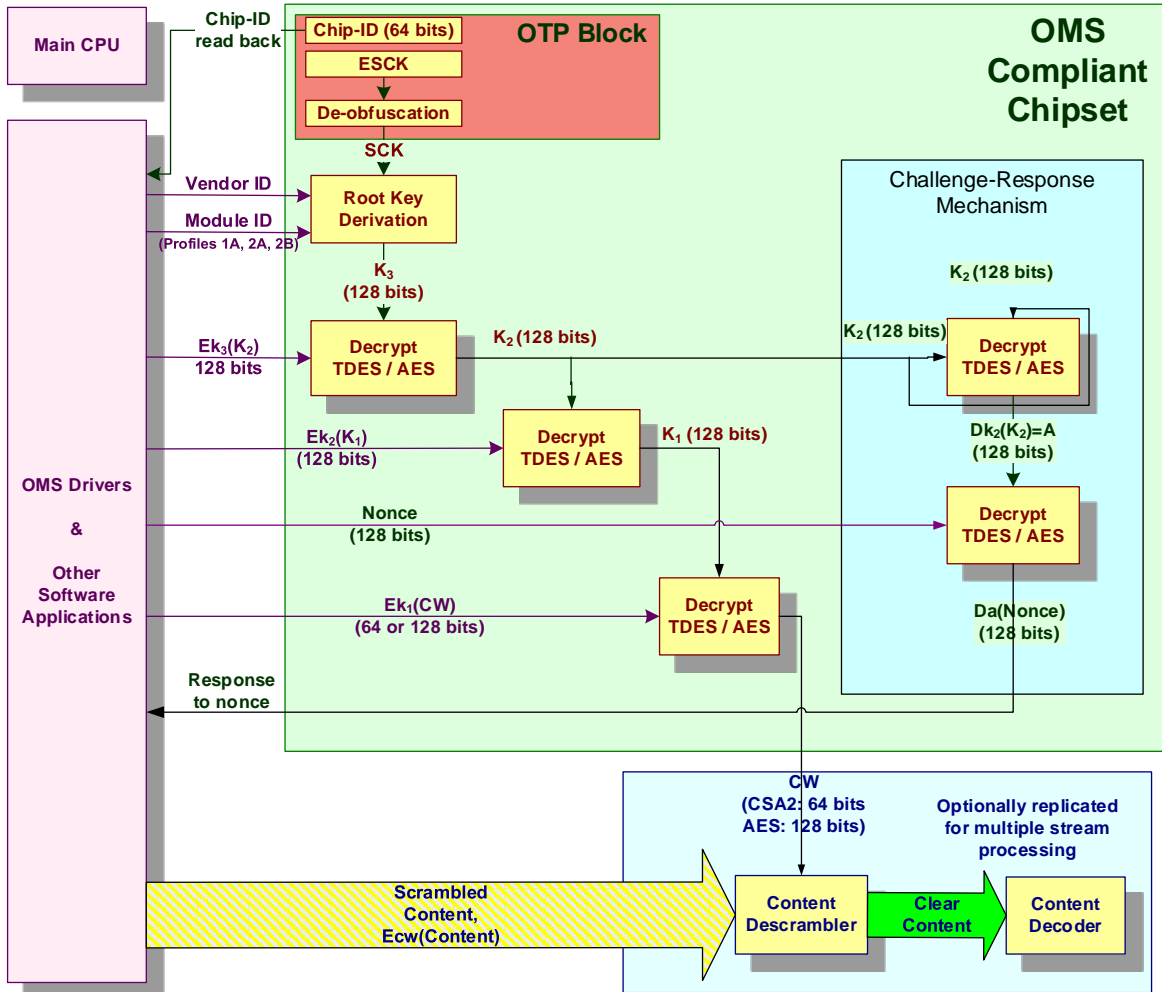 Main CPU
Chip-ID
read back
Chip-ID (64 bits)
ESCK
De-obfuscation
OTP Block
OMS
Compliant
Chipset
SCK
Vendor ID
Module ID
(Profiles 1A, 2A, 2B)
Root Key
Derivation
K3
(128 bits)
Ek3(K2)
128 bits
Decrypt
TDES / AES
K2 (128 bits)
Challenge-Response
Mechanism
K2 (128 bits)
K2 (128 bits)
Decrypt
TDES / AES
Ek2(K1)
(128 bits)
Decrypt
TDES / AES
K1 (128 bits)
Dk2(K2)=A
(128 bits)
OMS Drivers
&
Other
Software
Applications
Nonce
(128 bits)
Decrypt
TDES / AES
Ek1(CW)
(64 or 128 bits)
Decrypt
TDES / AES
Da(Nonce)
(128 bits)
Response
to nonce
CW
(CSA2: 64 bits
AES: 128 bits)
Optionally replicated
for multiple stream
processing
Scrambled
Content,
Ecw(Content)
Content
Descrambler
Clear
Content
Content
Decoder